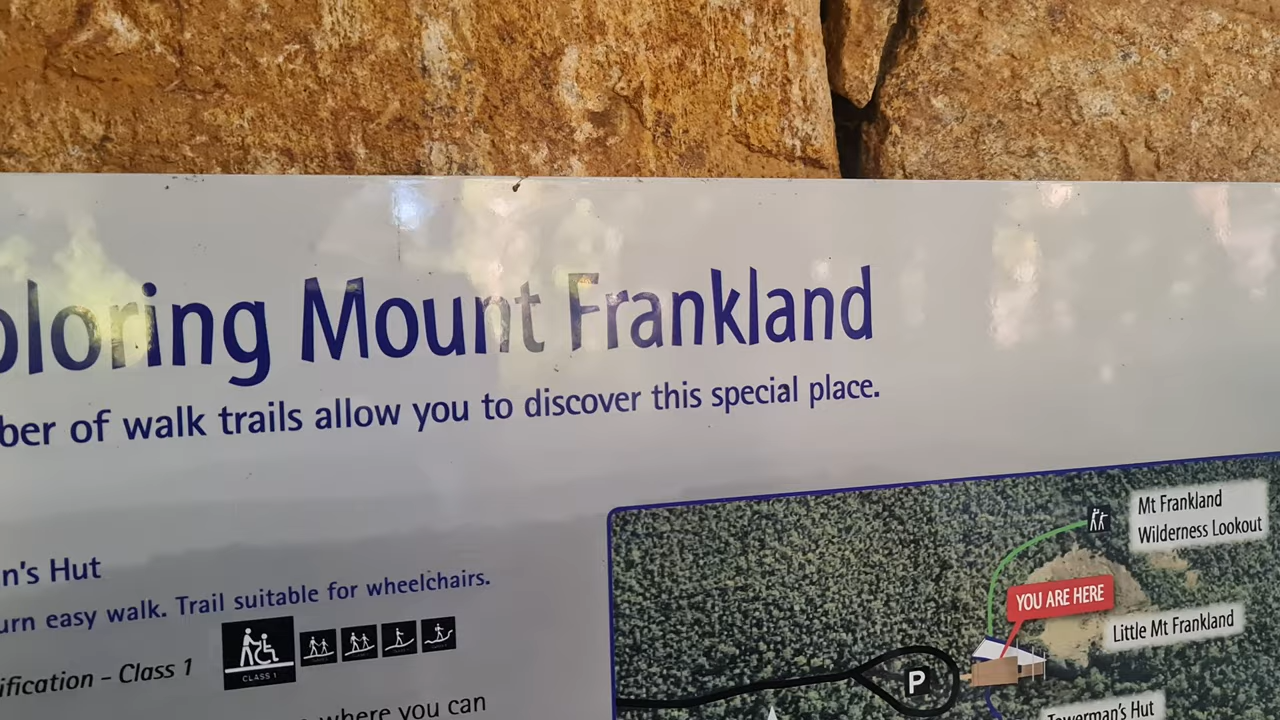 ploring Mount Frankland
ber of walk trails allow you to discover this special place.
n's Hut
urn easy walk. Trail suitable for wheelchairs.
ification – Class 1
CLASS 1
where you can
Mt Frankland
Wilderness Lookout
YOU ARE HERE
Little Mt Frankland
P
Towerman's Hut